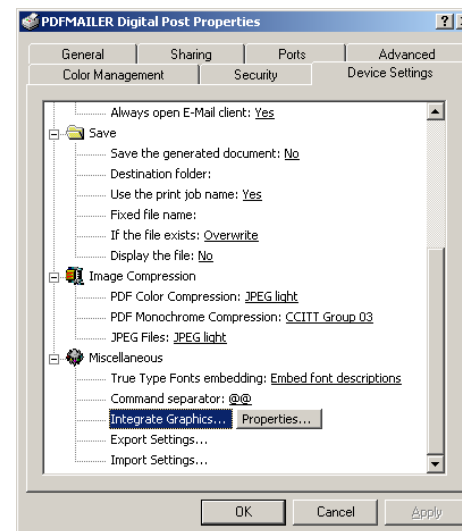 PDFMAILER Digital Post Properties
General Sharing Ports Advanced
Color Management Security Device Settings
Always open E-Mail client: Yes
Save
Save the generated document: No
Destination folder:
Use the print job name: Yes
Fixed file name:
If the file exists: Overwrite
Display the file: No
Image Compression
PDF Color Compression: JPEG light
PDF Monochrome Compression: CCITT Group 03
JPEG Files: JPEG light
Miscellaneous
True Type Fonts embedding: Embed font descriptions
Command separator: @@
Integrate Graphics... Properties...
Export Settings...
Import Settings...
OK Cancel Apply